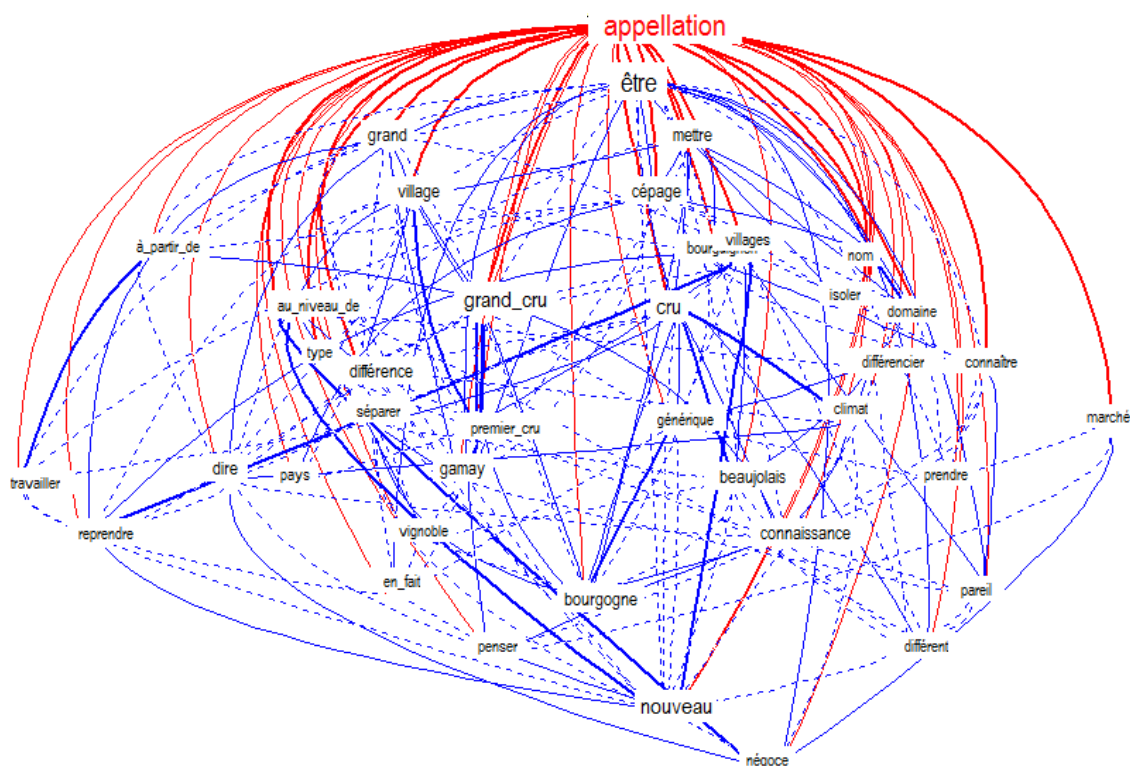 appellation
être
grand
mettre
village
cépage
à_partir_de
bourguignon
villages
nom
au_niveau_de
grand_cru
cru
isoler
domaine
type
différence
différencier
connaître
séparer
premier_cru
générique
climat
marché
travailler
dire
pays
gamay
beaujolais
prendre
reprendre
vignoble
connaissance
en_fait
bourgogne
pareil
penser
différent
nouveau
négoce